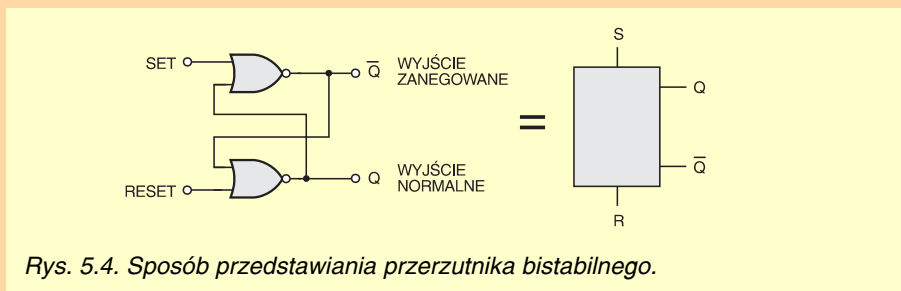 SET
Q
WYJŚCIE
ZANEGOWANE
RESET
Q
WYJŚCIE
NORMALNE
=
S
Q
Q
R
Rys. 5.4. Sposób przedstawiania przerzutnika bistabilnego.